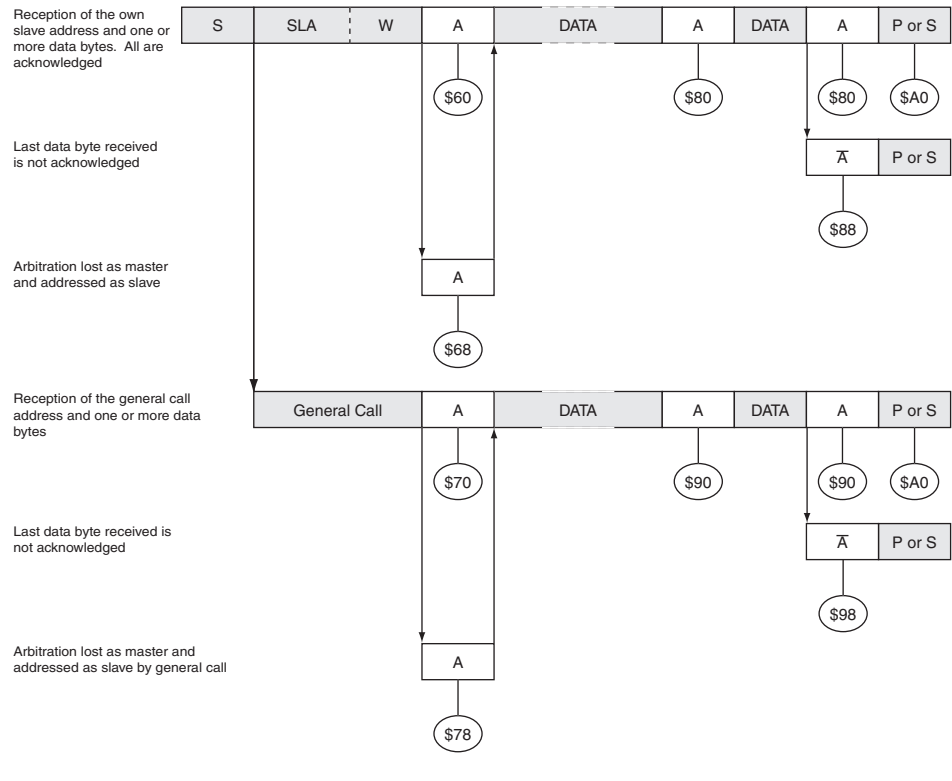 Reception of the own
slave address and one or
more data bytes. All are
acknowledged
S SLA W A DATA A DATA A P or S
$60 $80 $80 $A0
Last data byte received
is not acknowledged
A̅ P or S
$88
Arbitration lost as master
and addressed as slave
A
$68
Reception of the general call
address and one or more data
bytes
General Call A DATA A DATA A P or S
$70 $90 $90 $A0
Last data byte received is
not acknowledged
A̅ P or S
$98
Arbitration lost as master and
addressed as slave by general call
A
$78